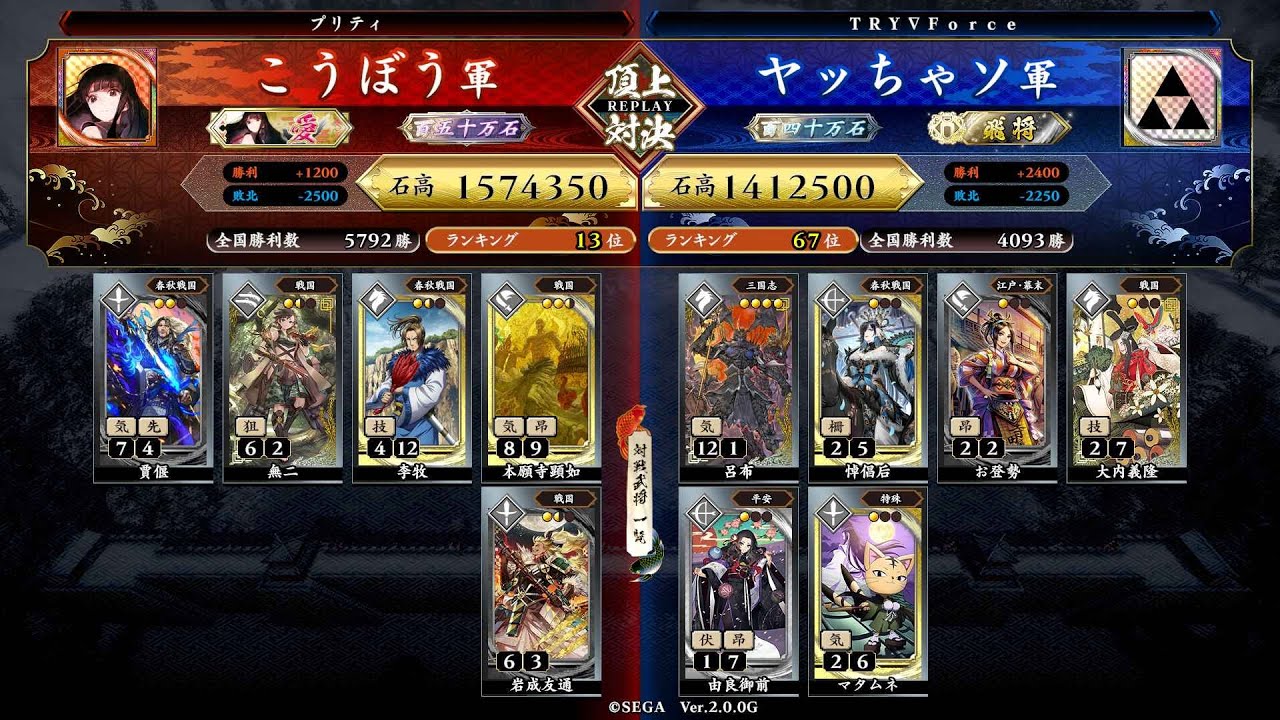 プリティ
TRY∇Force
こうぼう軍
頂上
REPLAY
対決
ヤッちゃソ軍
愛
百五十万石
百四十万石
飛将
勝利 +1200
敗北 -2500
石高 1574350
石高 1412500
勝利 +2400
敗北 -2250
全国勝利数 5792勝
ランキング 13位
ランキング 67位
全国勝利数 4093勝
春秋戦国
気 先
7 4
賈偃
戦国
狙
6 2
無二
春秋戦国
技
4 12
李牧
戦国
気 昂
8 9
本願寺顕如
三国志
気
12 1
呂布
春秋戦国
柵
2 5
悼倡后
江戸・幕末
昂
2 2
お登勢
戦国
技
2 7
大内義隆
対戦武将一覧
戦国
6 3
岩成友通
平安
伏 昂
1 7
由良御前
特殊
気
2 6
マタムネ
©SEGA Ver.2.0.0G